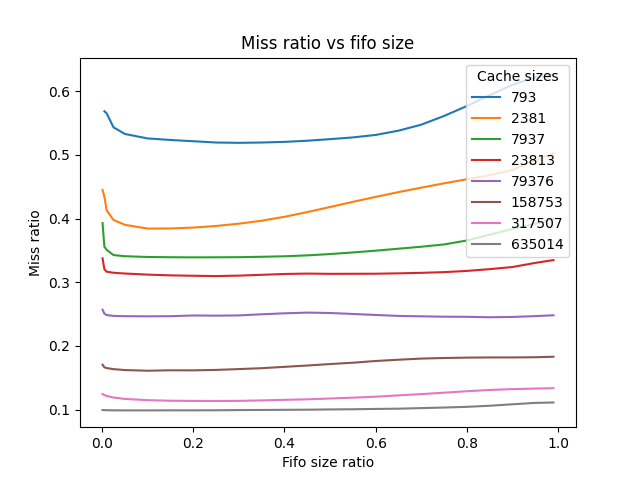 Miss ratio vs fifo size
Miss ratio
0.6
0.5
0.4
0.3
0.2
0.1
Cache sizes
793
2381
7937
23813
79376
158753
317507
635014
0.0 0.2 0.4 0.6 0.8 1.0
Fifo size ratio